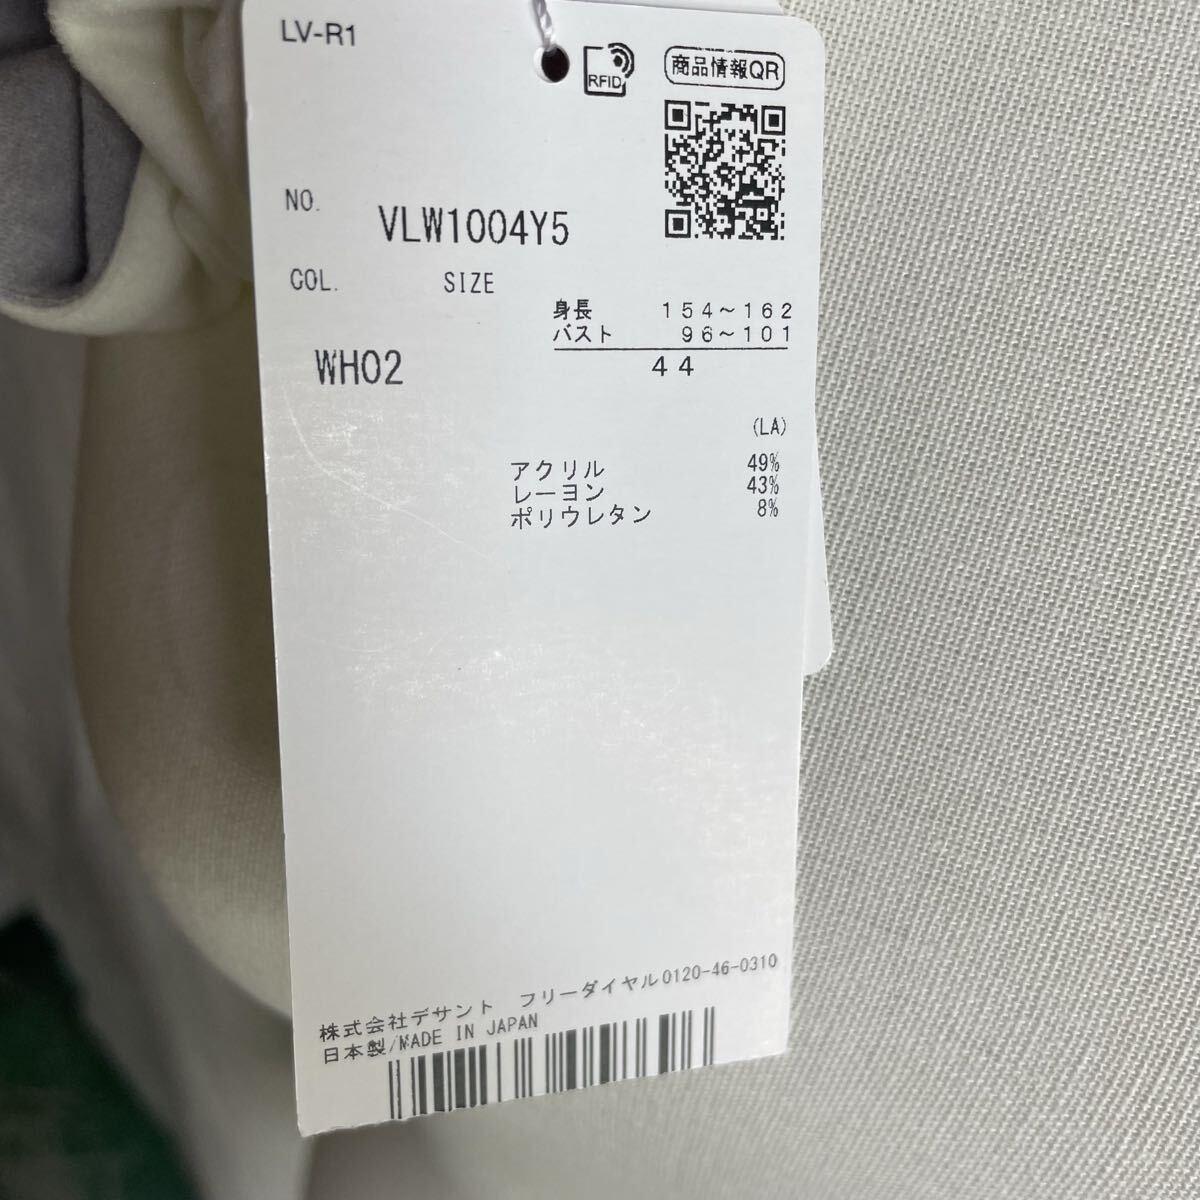 LV-R1
RFID
商品情報QR
NO.
VLW1004Y5
COL.
SIZE
身長 154～162
バスト 96～101
WH02
44
(LA)
アクリル 49%
レーヨン 43%
ポリウレタン 8%
株式会社デサント フリーダイヤル0120-46-0310
日本製/MADE IN JAPAN